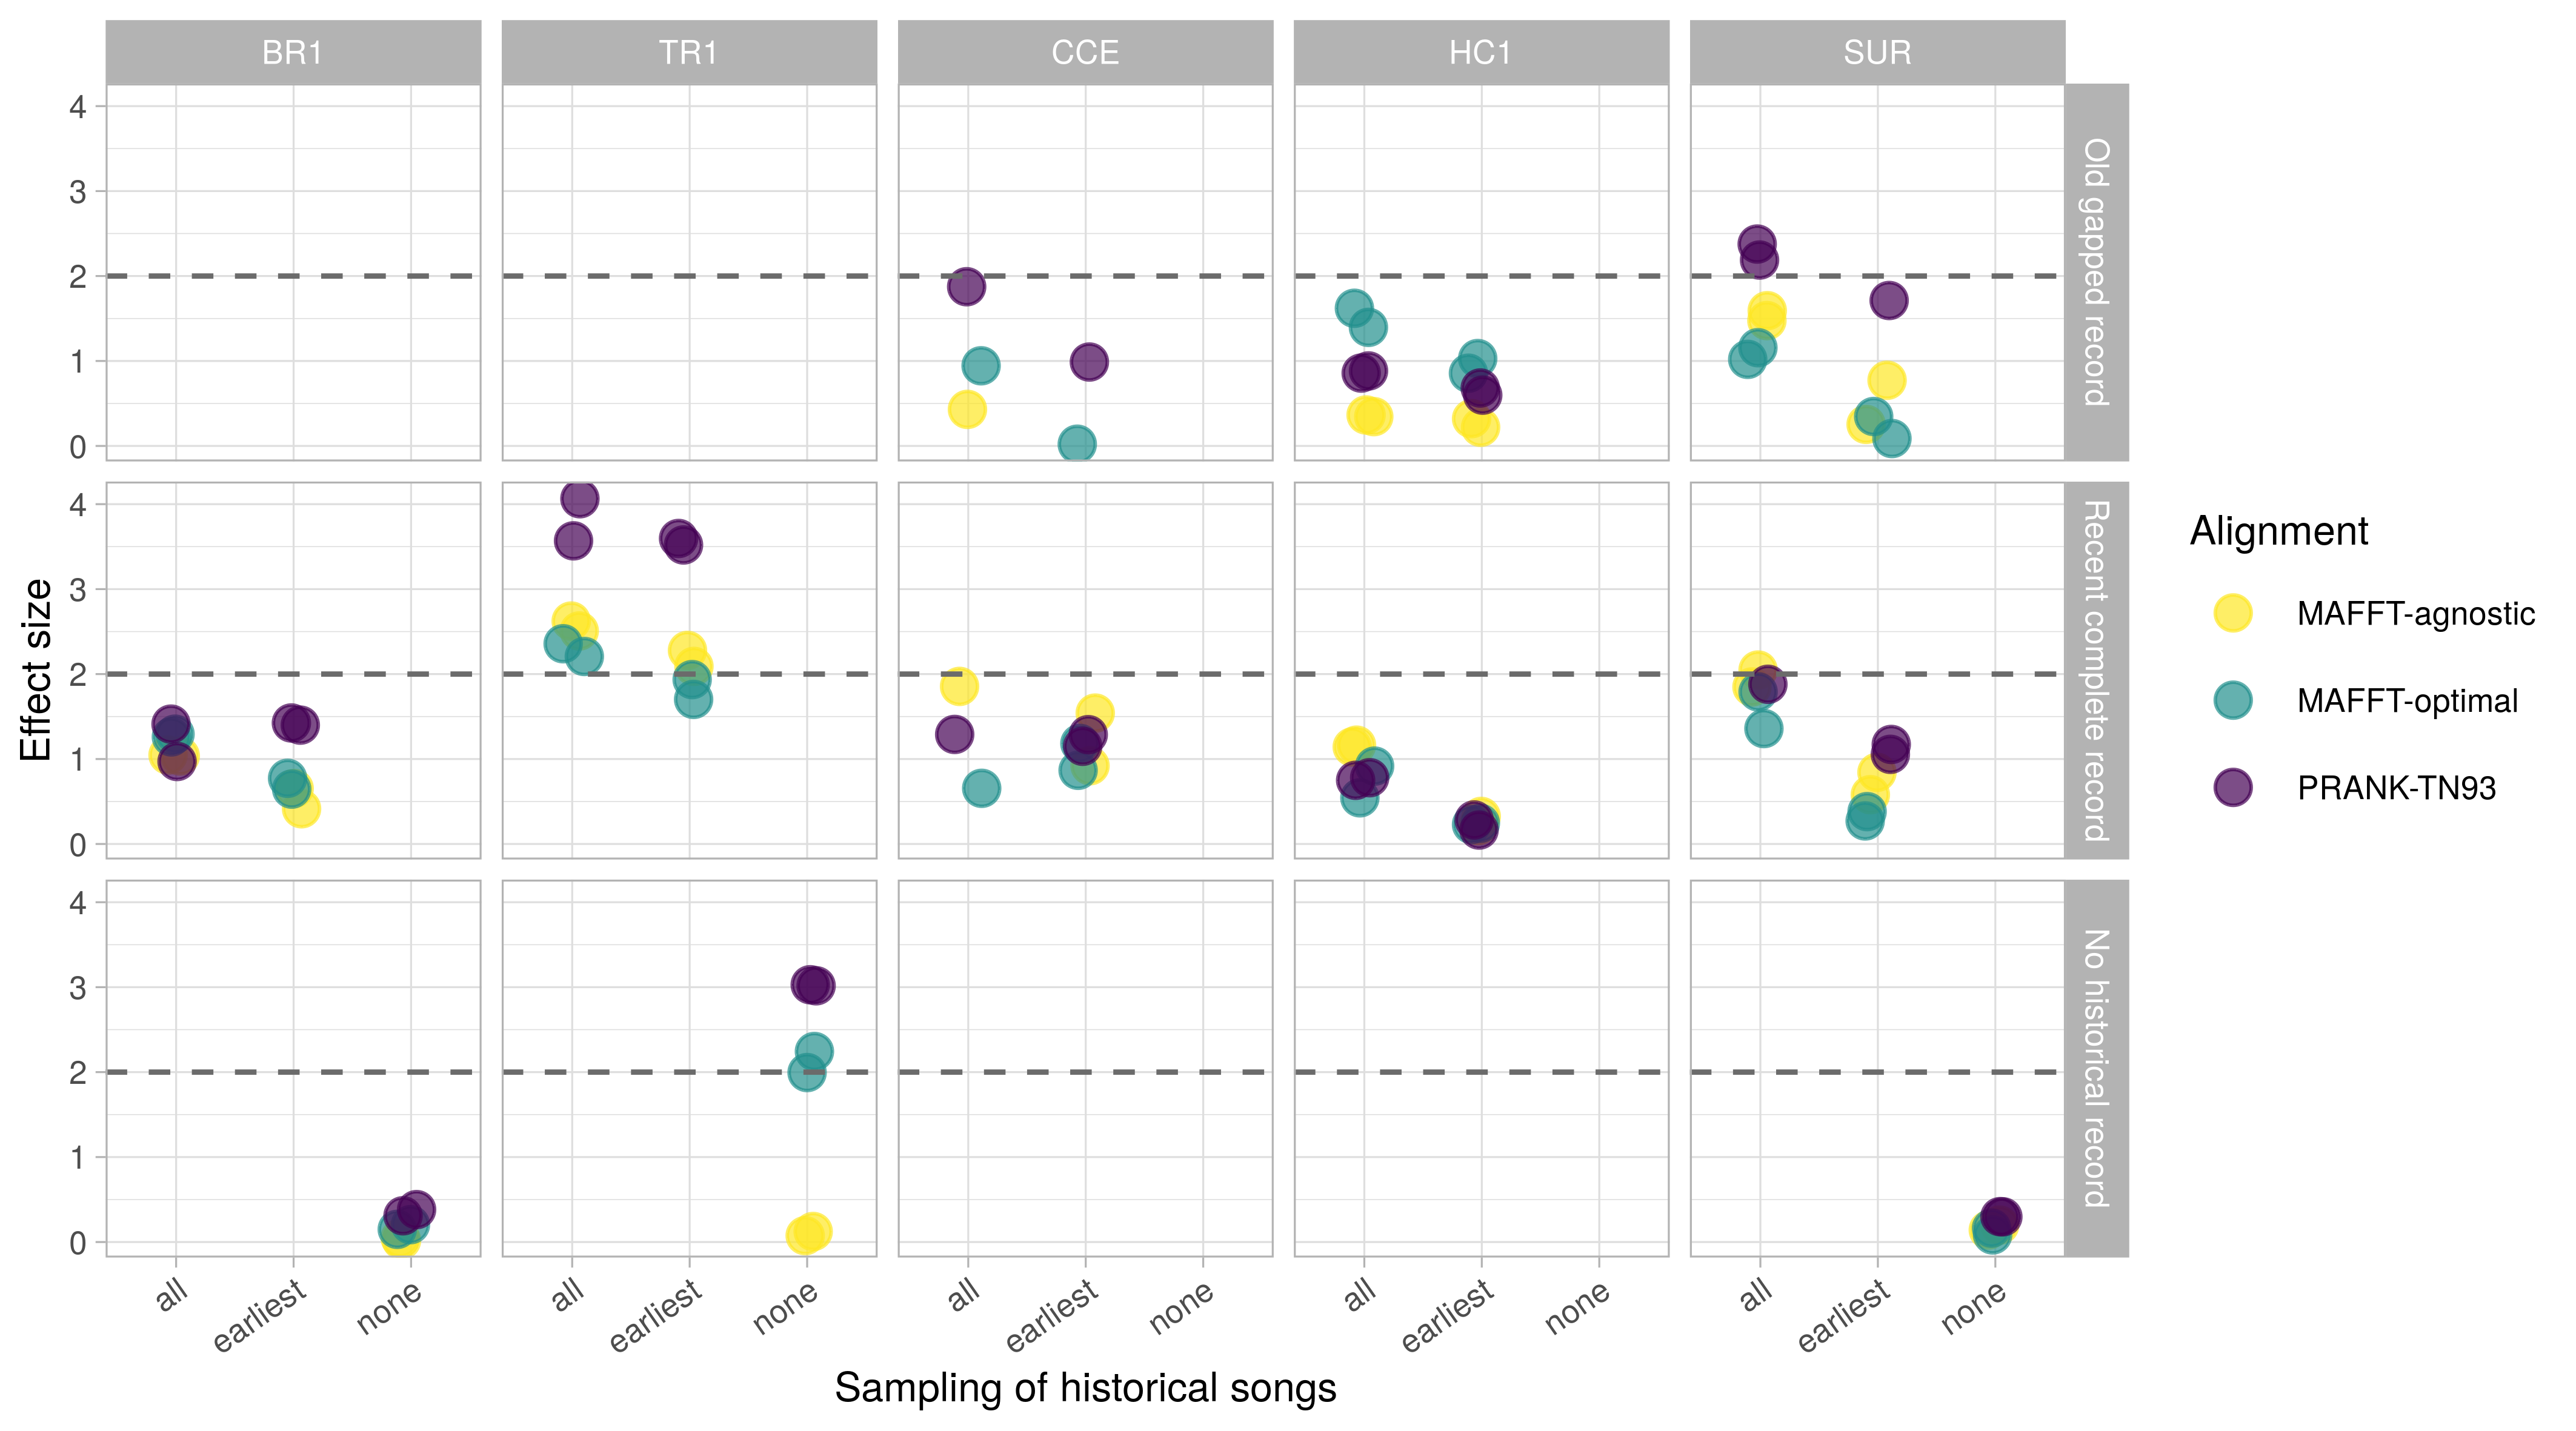 BR1 TR1 CCE HC1 SUR
4
3
2
1
0
Old gapped record
4
3
2
1
0
Recent complete record
4
3
2
1
0
No historical record
Effect size
all earliest none all earliest none all earliest none all earliest none all earliest none
Sampling of historical songs
Alignment
MAFFT-agnostic
MAFFT-optimal
PRANK-TN93